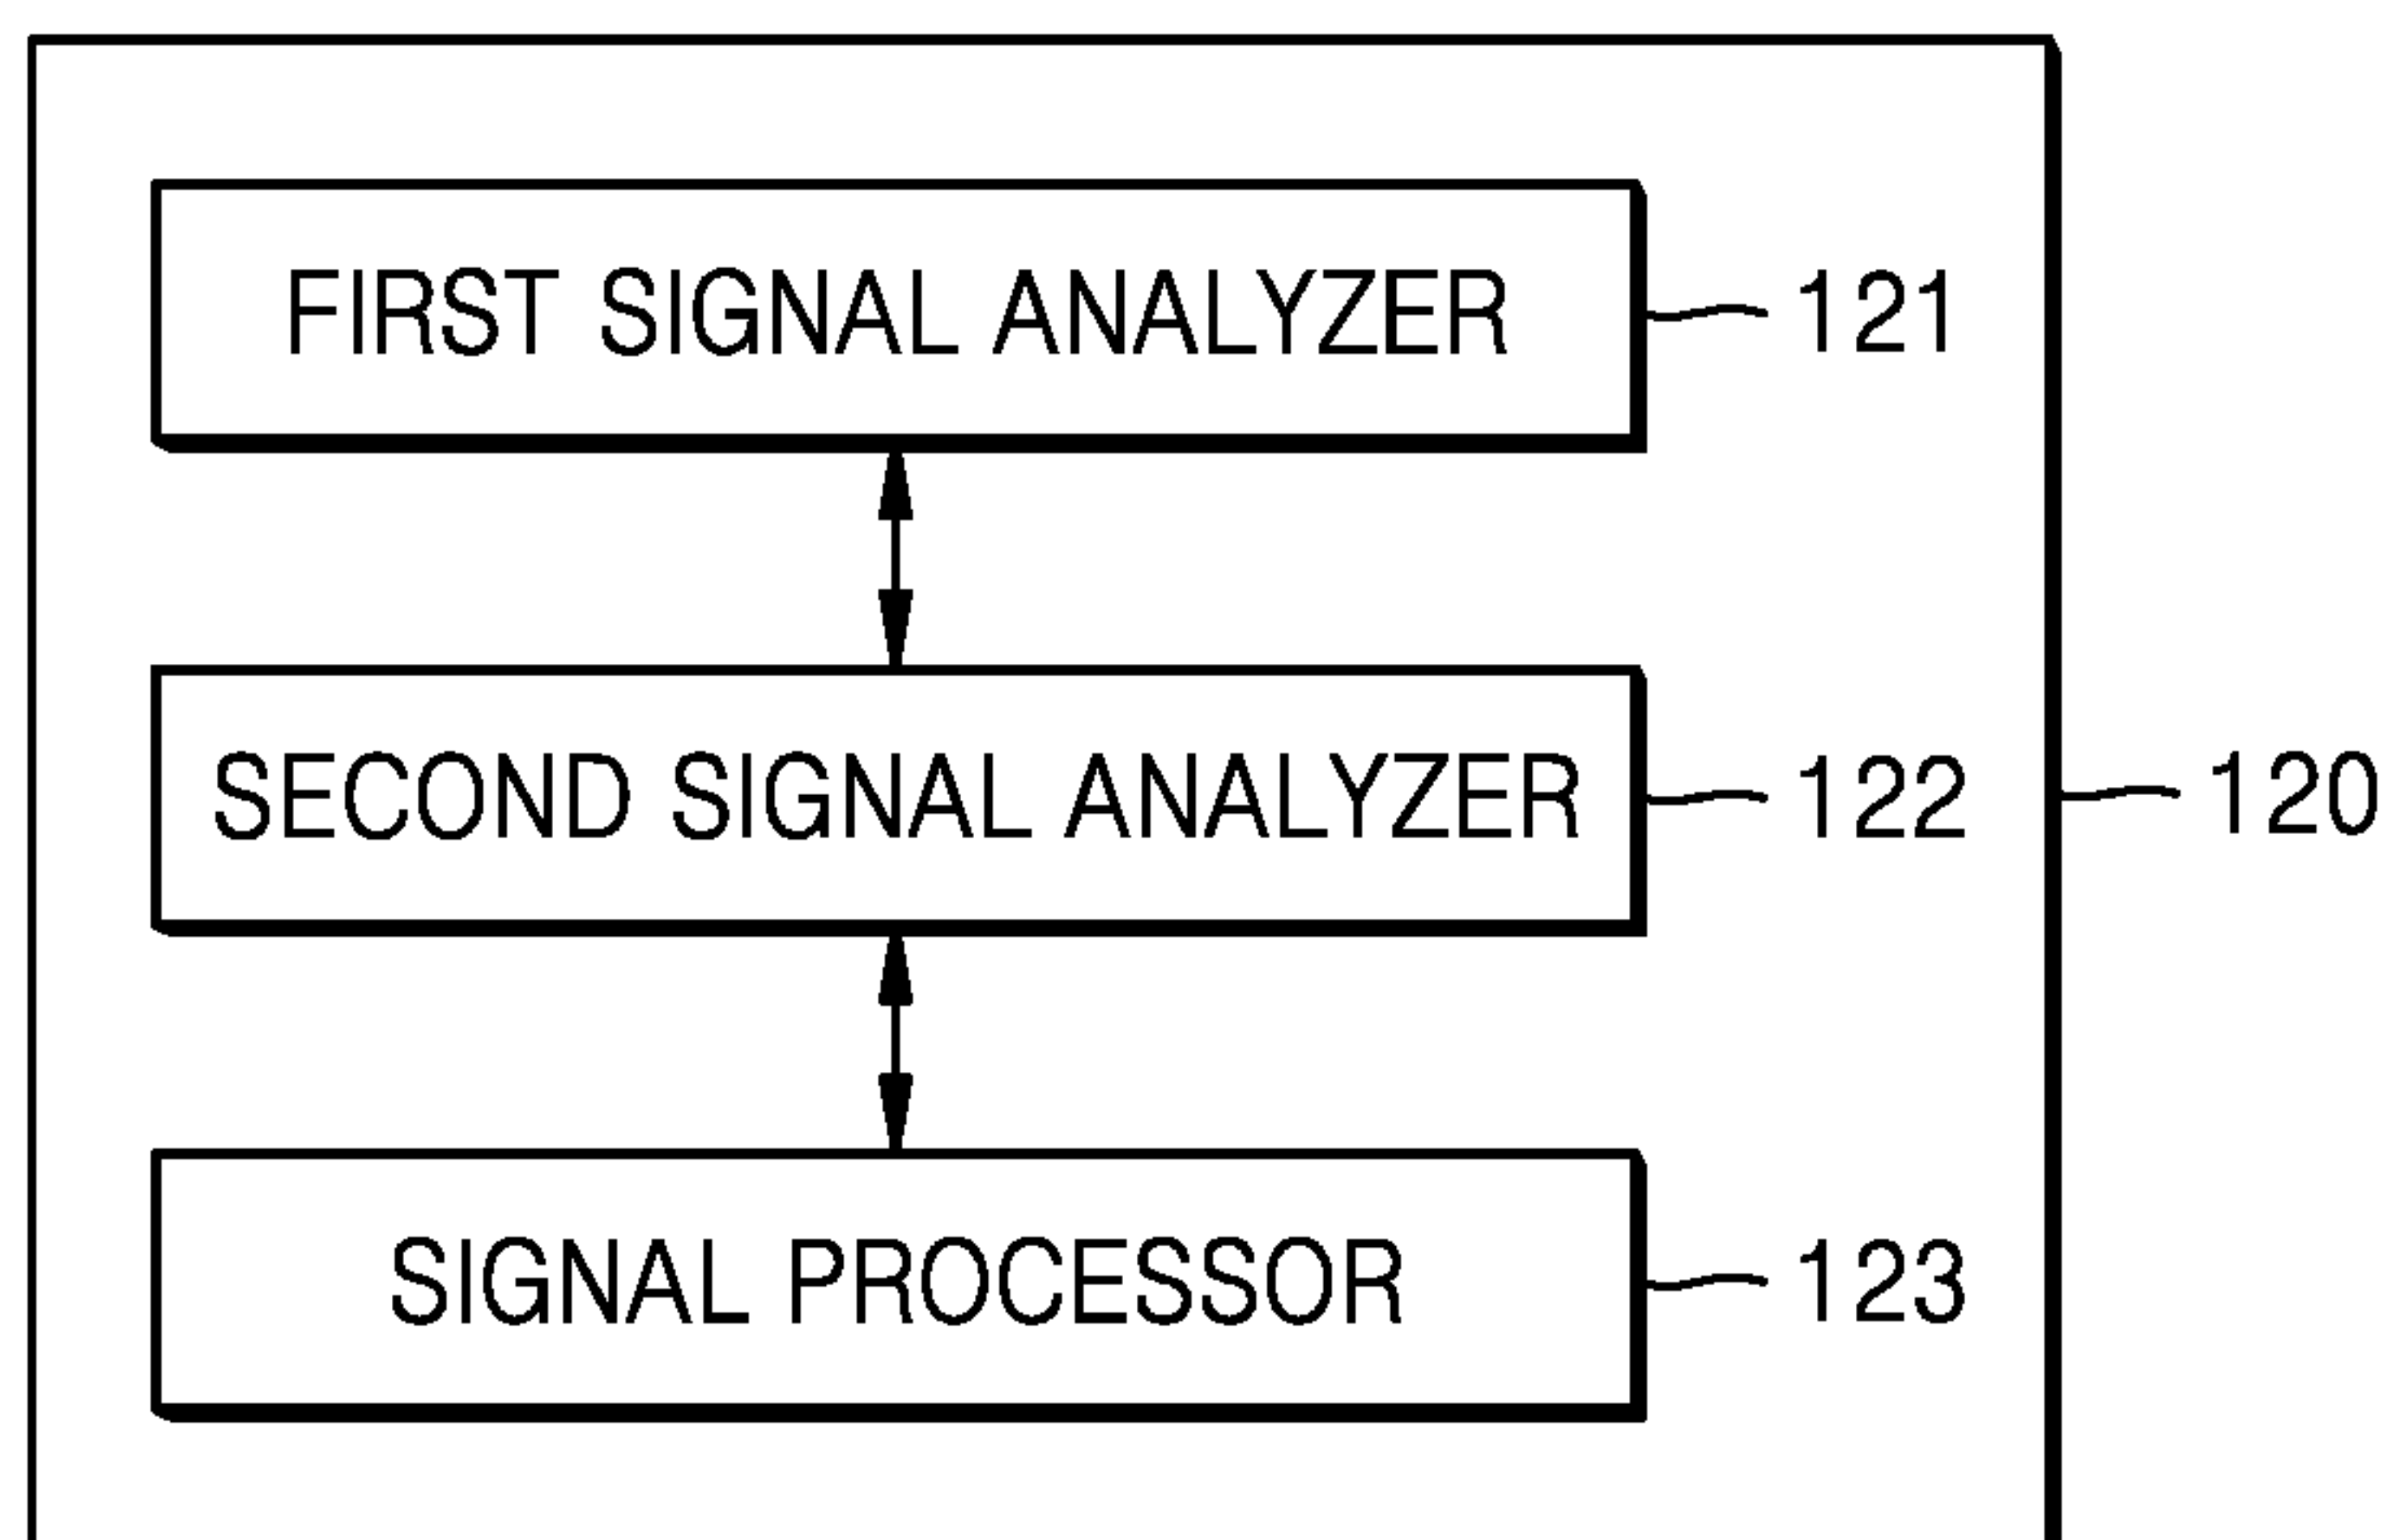 FIRST SIGNAL ANALYZER 121
SECOND SIGNAL ANALYZER 122 120
SIGNAL PROCESSOR 123